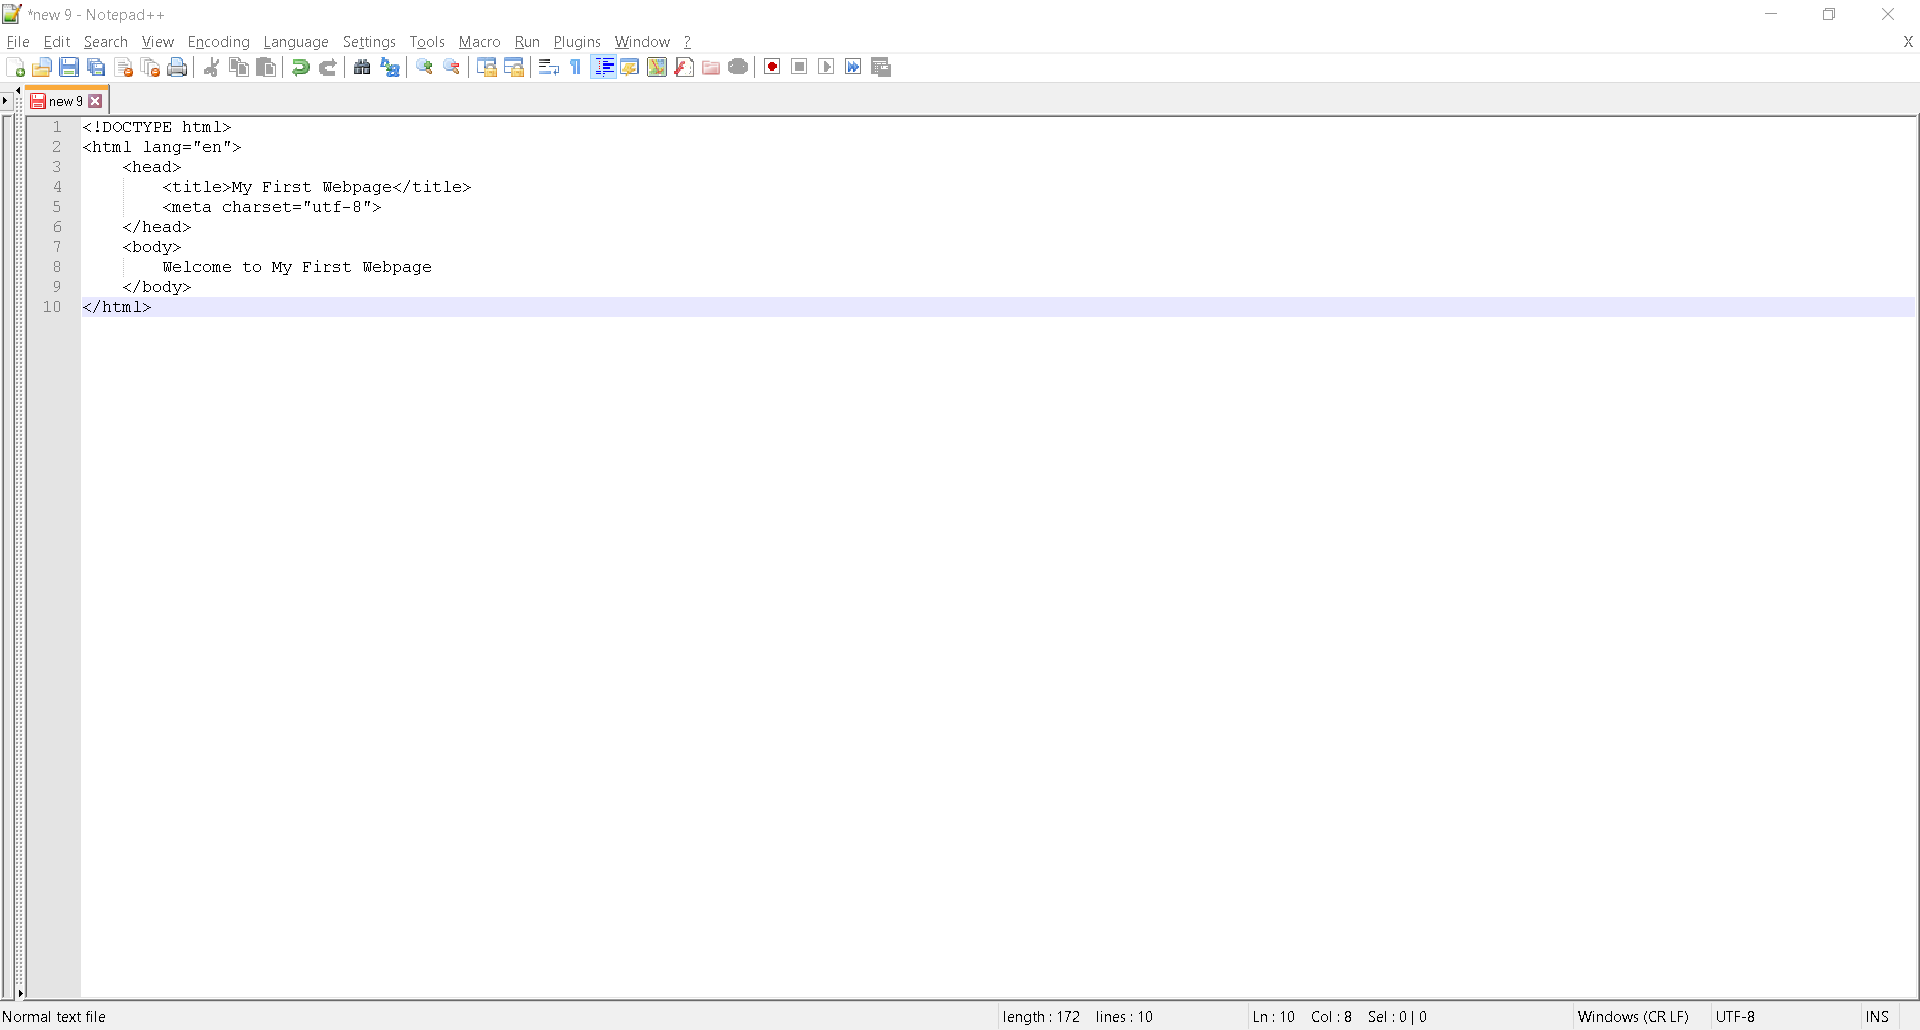 *new 9 - Notepad++
File Edit Search View Encoding Language Settings Tools Macro Run Plugins Window ? X
new 9
1 <!DOCTYPE html>
2 <html lang="en">
3     <head>
4         <title>My First Webpage</title>
5         <meta charset="utf-8">
6     </head>
7     <body>
8         Welcome to My First Webpage
9     </body>
10 </html>
Normal text file length : 172 lines : 10 Ln : 10 Col : 8 Sel : 0 | 0 Windows (CR LF) UTF-8 INS